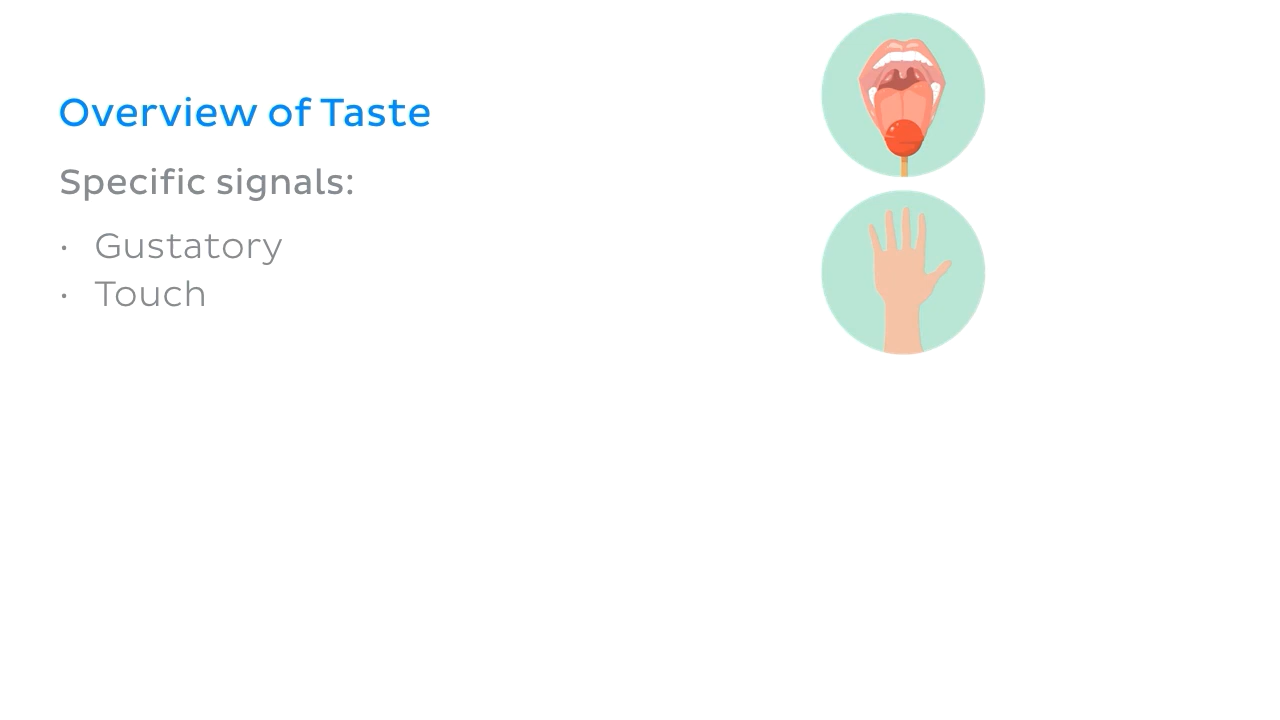 Overview of Taste
Specific signals:
· Gustatory
· Touch